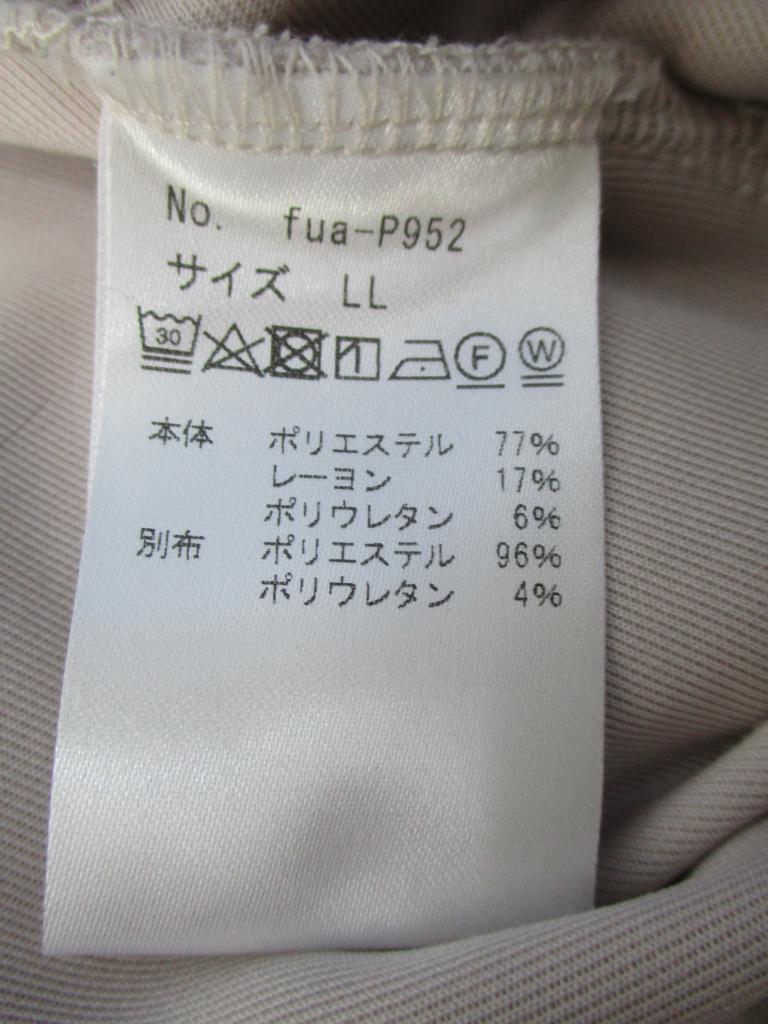 No. fua-P952
サイズ LL
30 F W
本体 ポリエステル 77%
レーヨン 17%
ポリウレタン 6%
別布 ポリエステル 96%
ポリウレタン 4%